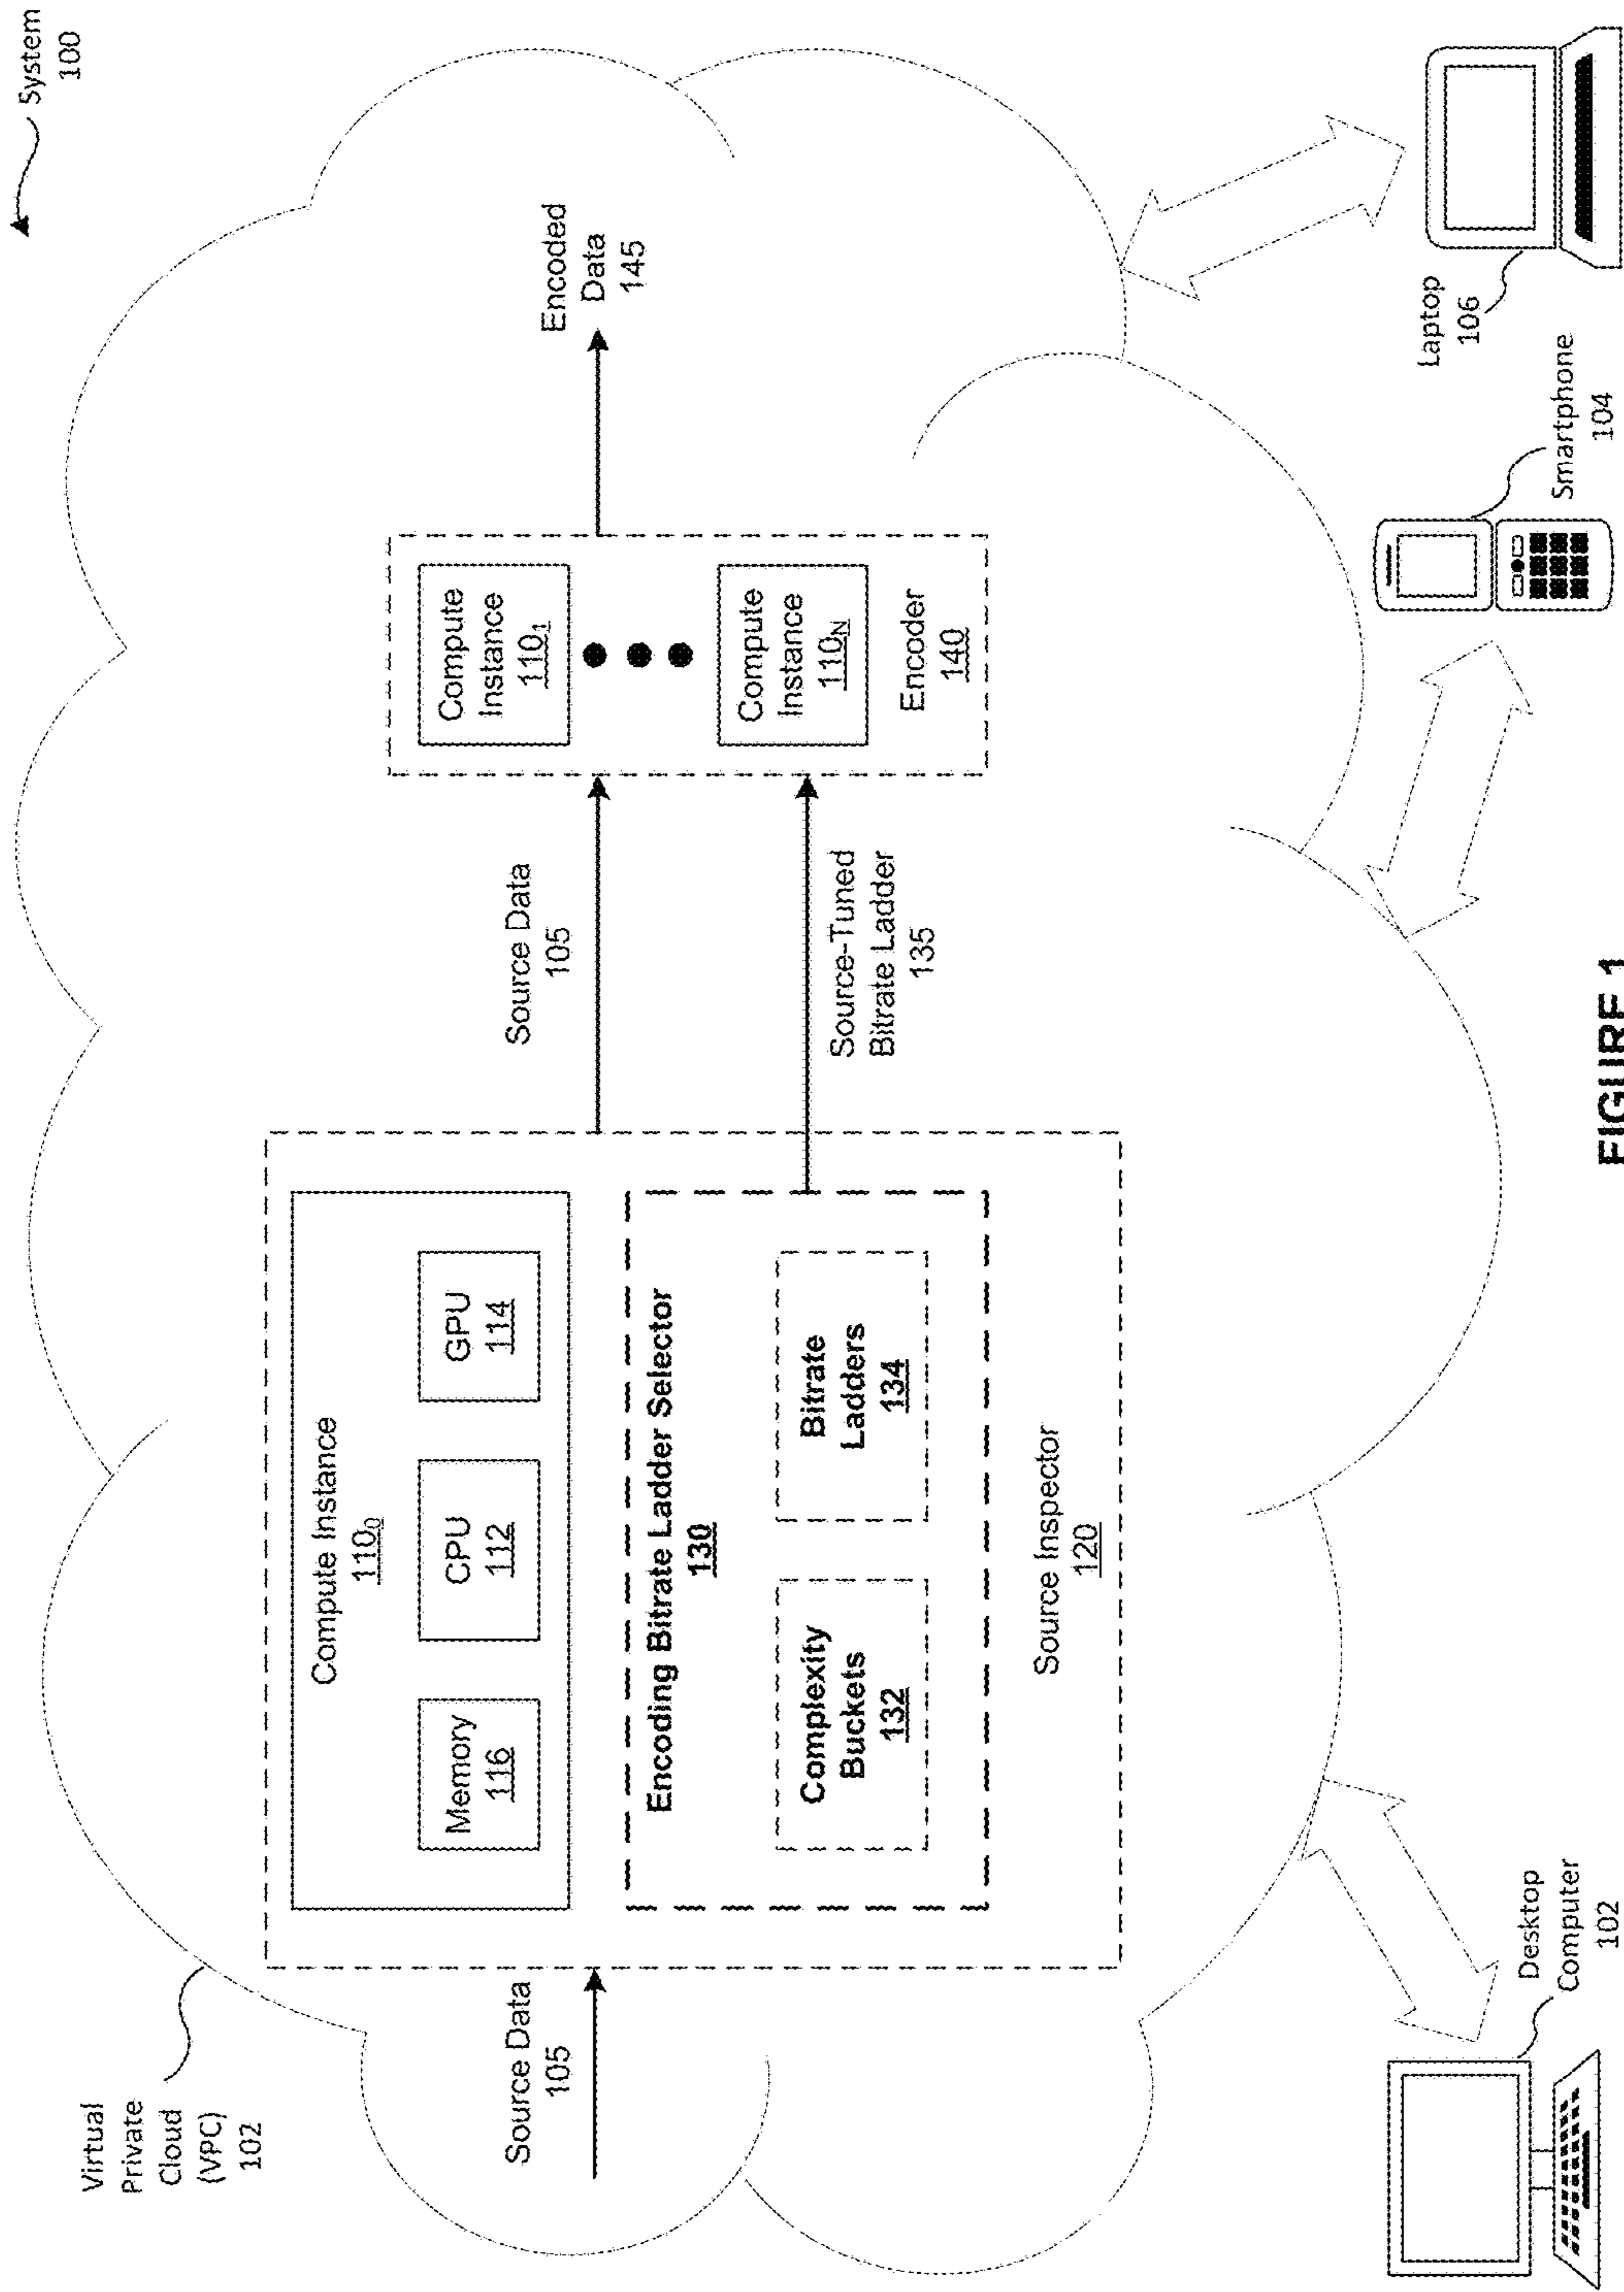 System
100
Virtual
Private
Cloud
(VPC)
102
Source Data
105
Compute Instance
110₀
Memory
116
CPU
112
GPU
114
Encoding Bitrate Ladder Selector
130
Complexity
Buckets
132
Bitrate
Ladders
134
Source Inspector
120
Source Data
105
Source-Tuned
Bitrate Ladder
135
Compute
Instance
110₁
Compute
Instance
110N
Encoder
140
Encoded
Data
145
Desktop
Computer
102
Smartphone
104
Laptop
106
FIGURE 1